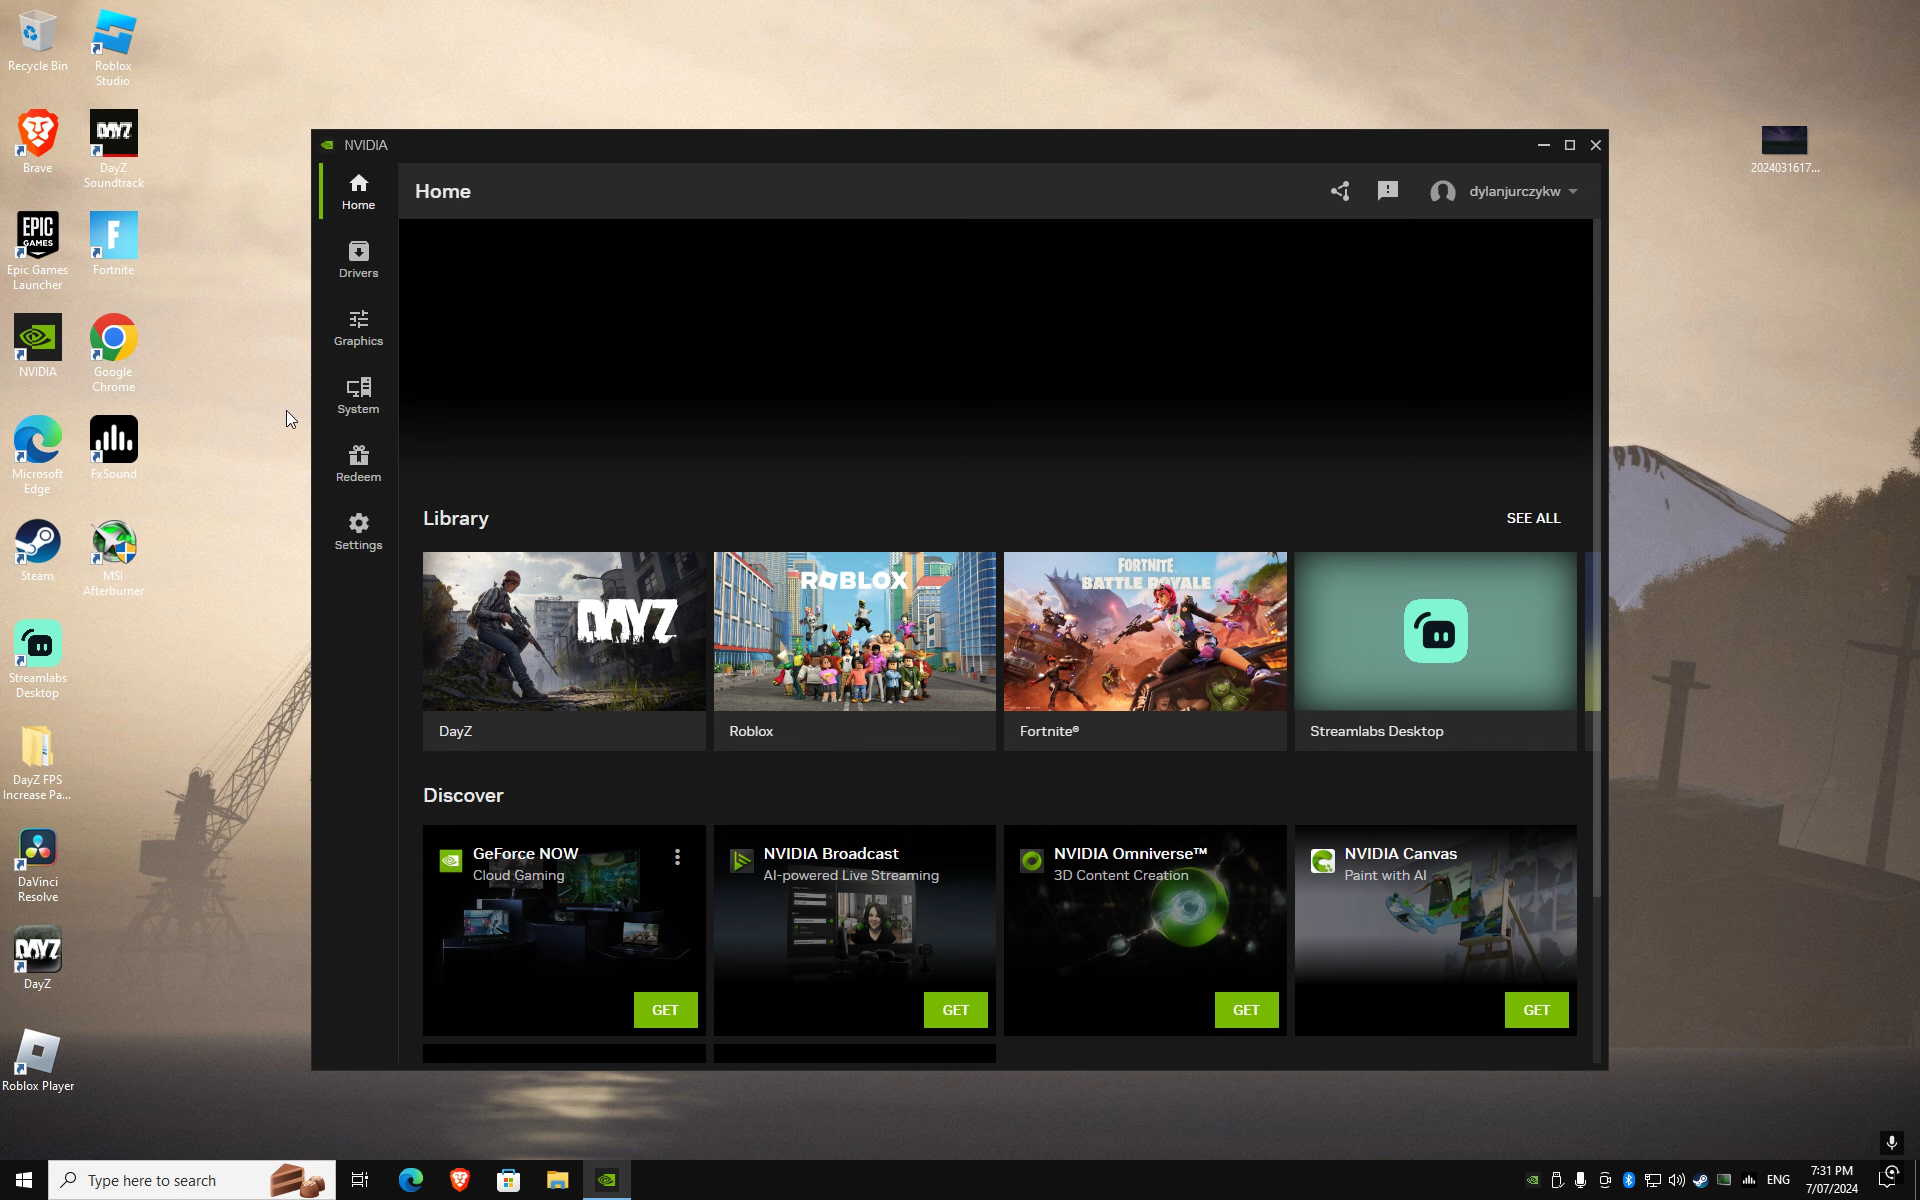 Recycle Bin
Roblox
Studio
Brave
DAYZ
DayZ
Soundtrack
EPIC
GAMES
Epic Games
Launcher
F
Fortnite
NVIDIA
Google
Chrome
Microsoft
Edge
FxSound
Steam
MSI
Afterburner
Streamlabs
Desktop
DayZ FPS
Increase Pa...
DaVinci
Resolve
DAYZ
DayZ
Roblox Player
2024031617...
NVIDIA
Home
Drivers
Graphics
System
Redeem
Settings
Home
dylanjurczykw
Library
SEE ALL
DAYZ
ROBLOX
FORTNITE
BATTLE ROYALE
DayZ
Roblox
Fortnite®
Streamlabs Desktop
Discover
GeForce NOW
Cloud Gaming
GET
NVIDIA Broadcast
AI-powered Live Streaming
GET
NVIDIA Omniverse™
3D Content Creation
GET
NVIDIA Canvas
Paint with AI
GET
Type here to search
ENG
7:31 PM
7/07/2024